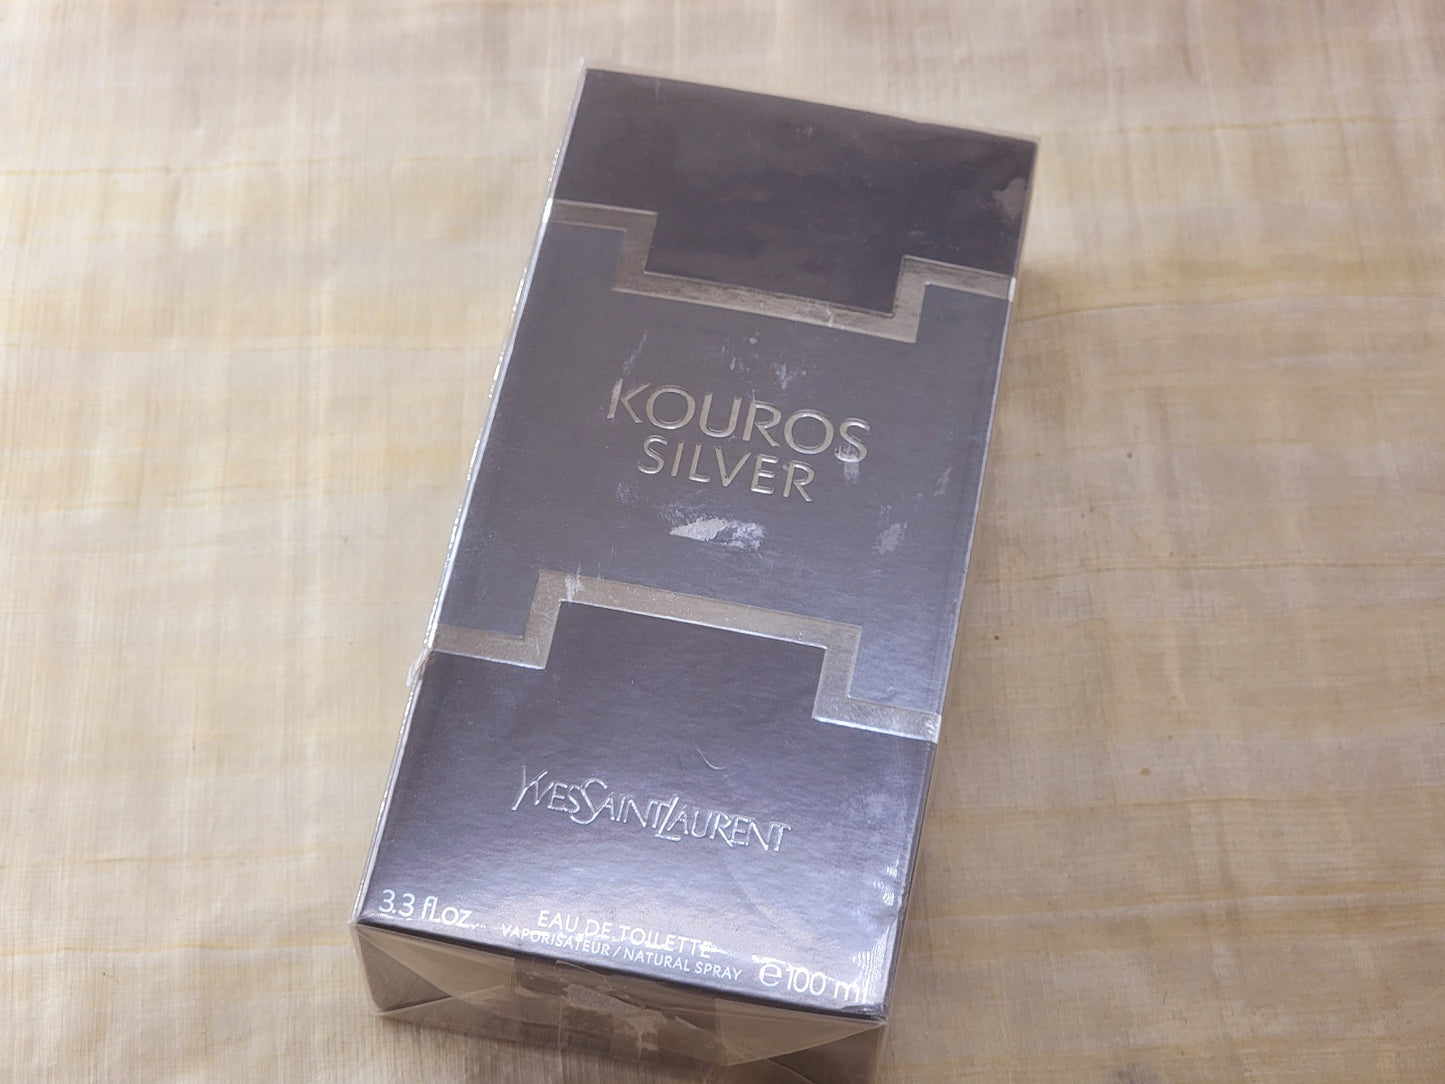 KOUROS
SILVER
YVESSAINTLAURENT
3.3 fl.oz.
EAU DE TOILETTE
VAPORISATEUR / NATURAL SPRAY
e 100 ml